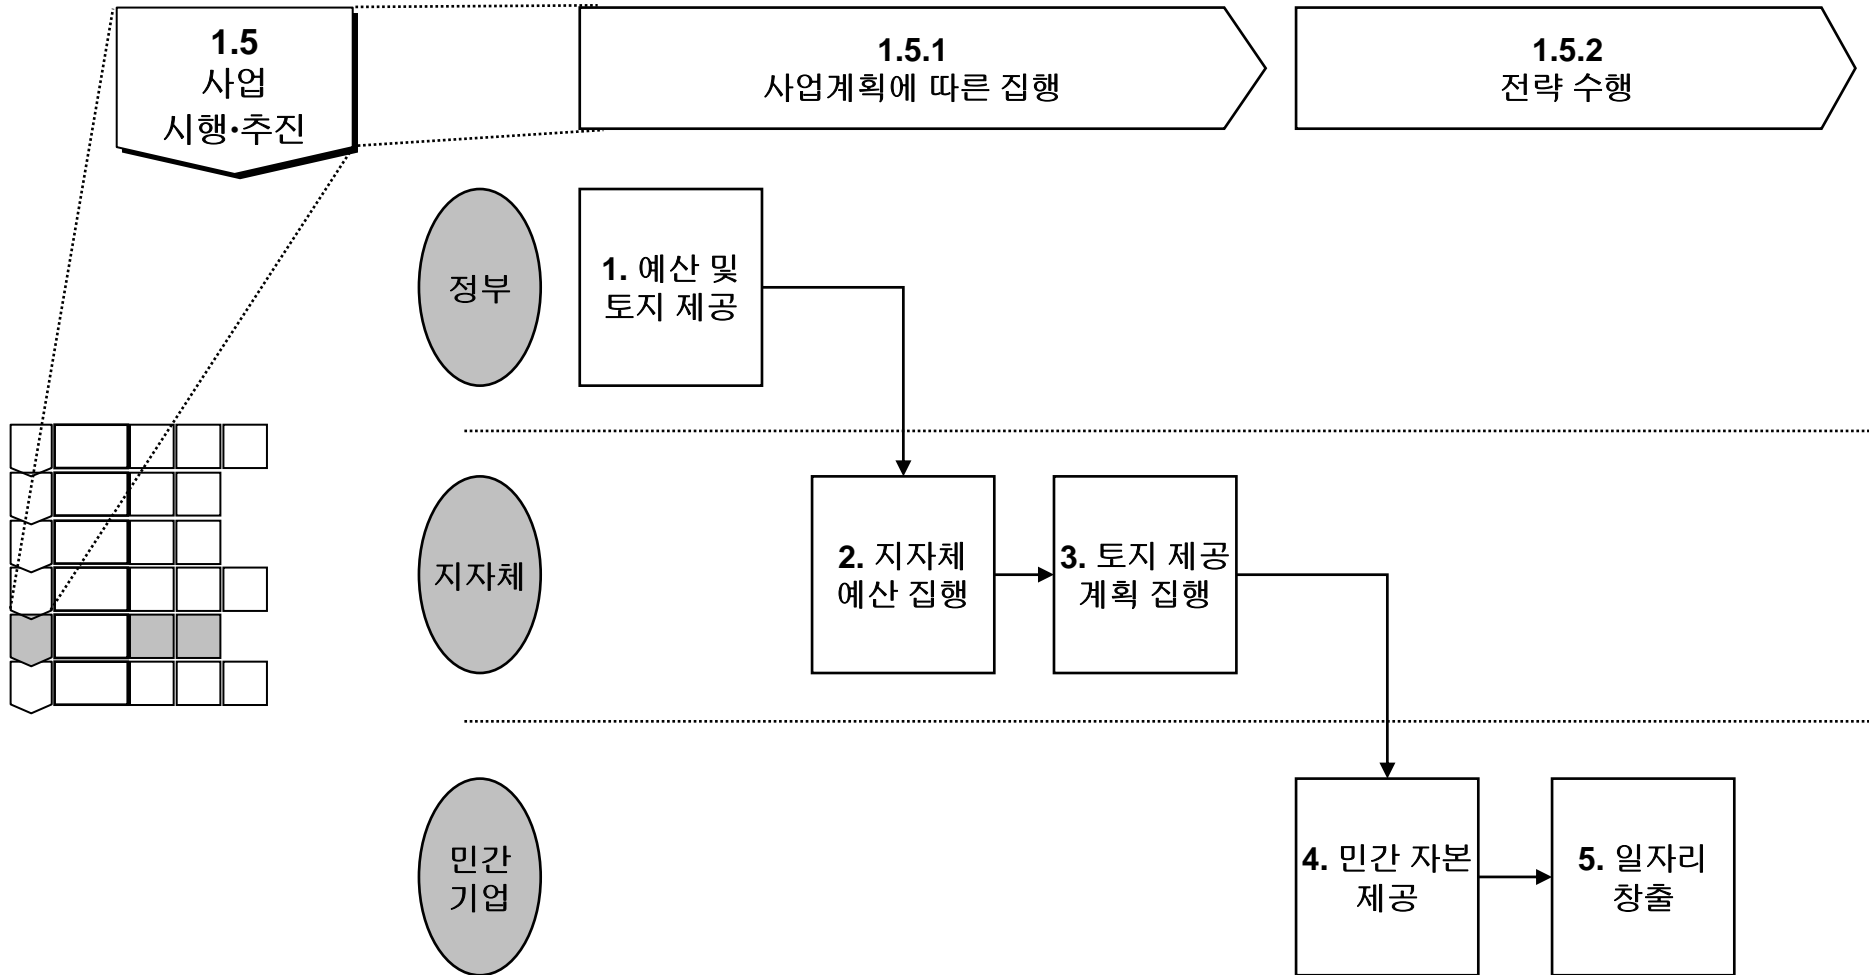 1.5
사업
시행•추진
1.5.1
사업계획에 따른 집행
1.5.2
전략 수행
정부
1. 예산 및
토지 제공
지자체
2. 지자체
예산 집행
3. 토지 제공
계획 집행
민간
기업
4. 민간 자본
제공
5. 일자리
창출